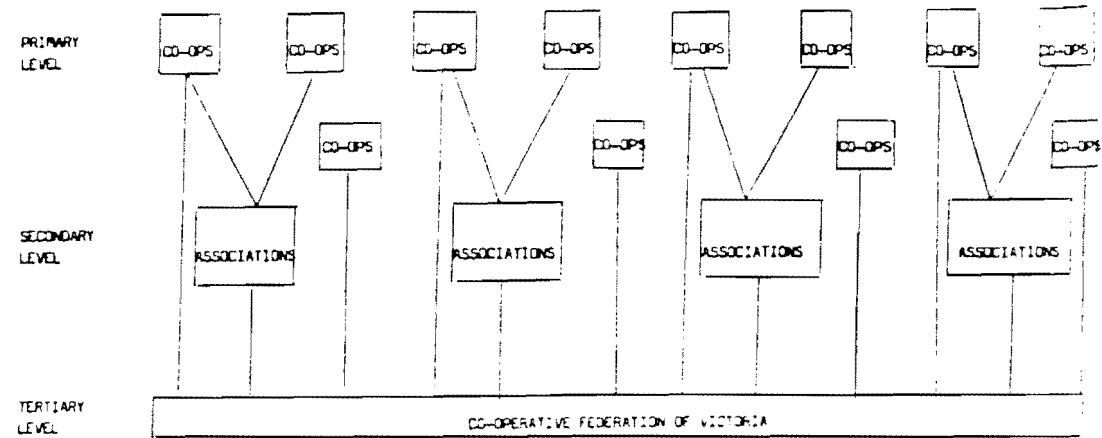 PRIMARY
LEVEL
CO-OPS CO-OPS CO-OPS CO-OPS CO-OPS CO-OPS CO-OPS CO-OPS
CO-OPS CO-OPS CO-OPS CO-OPS
SECONDARY
LEVEL
ASSOCIATIONS ASSOCIATIONS ASSOCIATIONS ASSOCIATIONS
TERTIARY
LEVEL
CO-OPERATIVE FEDERATION OF VICTORIA